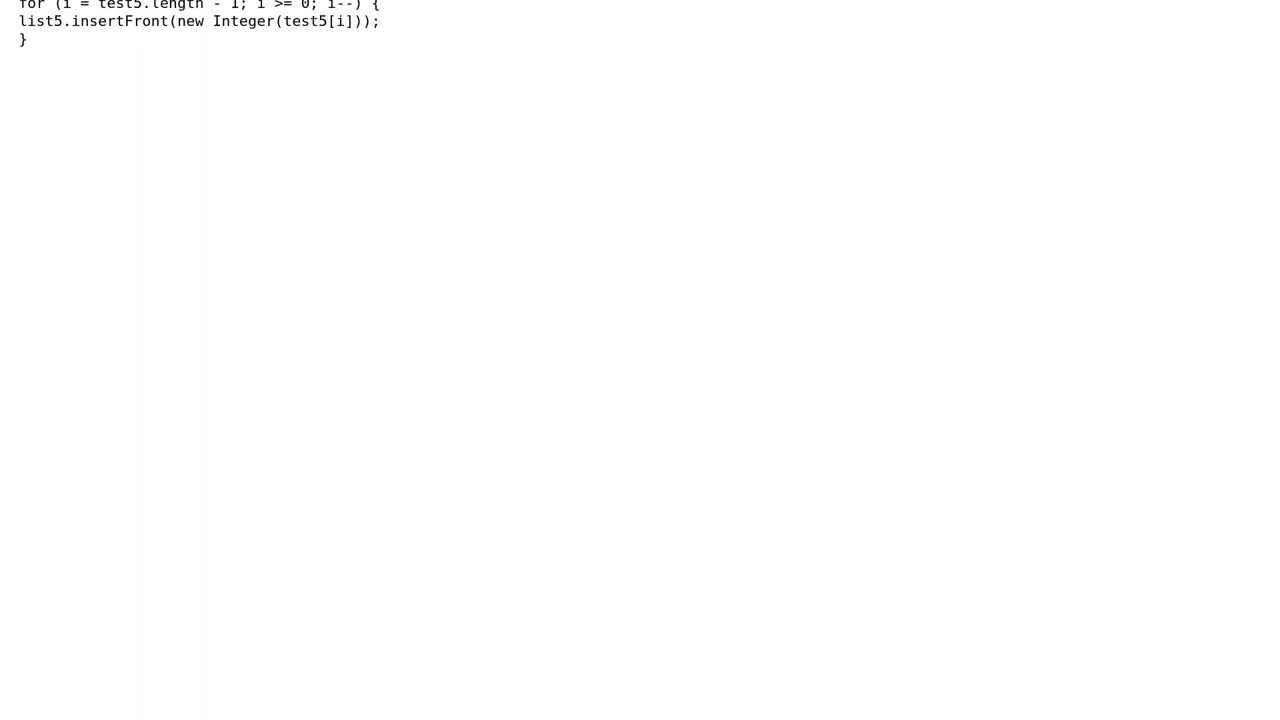 for (i = test5.length - 1; i >= 0; i--) {
list5.insertFront(new Integer(test5[i]));
}